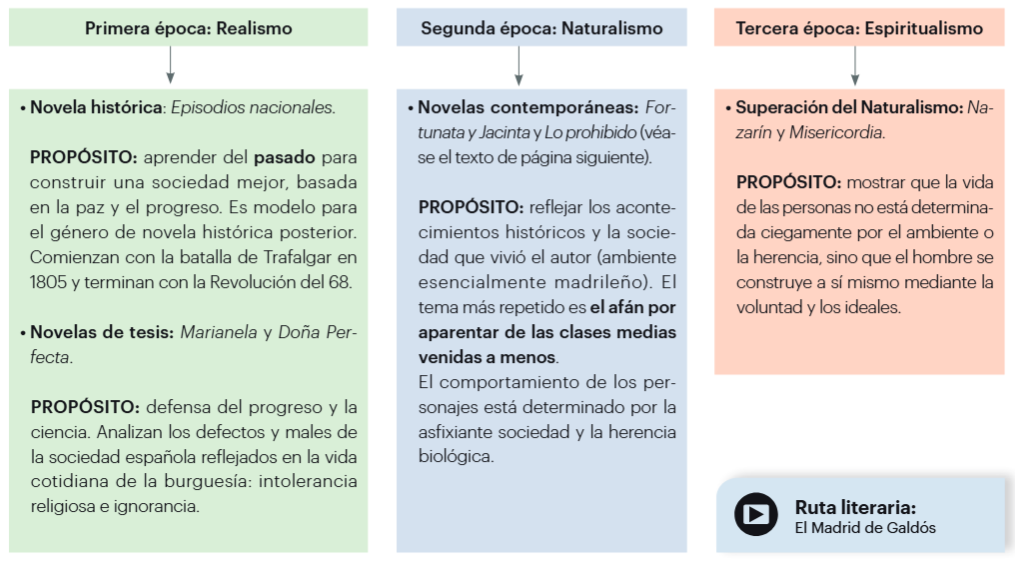 Primera época: Realismo
• Novela histórica: Episodios nacionales.
PROPÓSITO: aprender del pasado para
construir una sociedad mejor, basada
en la paz y el progreso. Es modelo para
el género de novela histórica posterior.
Comienzan con la batalla de Trafalgar en
1805 y terminan con la Revolución del 68.
• Novelas de tesis: Marianela y Doña Per-
fecta.
PROPÓSITO: defensa del progreso y la
ciencia. Analizan los defectos y males de
la sociedad española reflejados en la vida
cotidiana de la burguesía: intolerancia
religiosa e ignorancia.
Segunda época: Naturalismo
• Novelas contemporáneas: For-
tunata y Jacinta y Lo prohibido (véa-
se el texto de página siguiente).
PROPÓSITO: reflejar los aconte-
cimientos históricos y la socie-
dad que vivió el autor (ambiente
esencialmente madrileño). El
tema más repetido es el afán por
aparentar de las clases medias
venidas a menos.
El comportamiento de los per-
sonajes está determinado por la
asfixiante sociedad y la herencia
biológica.
Tercera época: Espiritualismo
• Superación del Naturalismo: Na-
zarín y Misericordia.
PROPÓSITO: mostrar que la vida
de las personas no está determina-
da ciegamente por el ambiente o
la herencia, sino que el hombre se
construye a sí mismo mediante la
voluntad y los ideales.
Ruta literaria:
El Madrid de Galdós